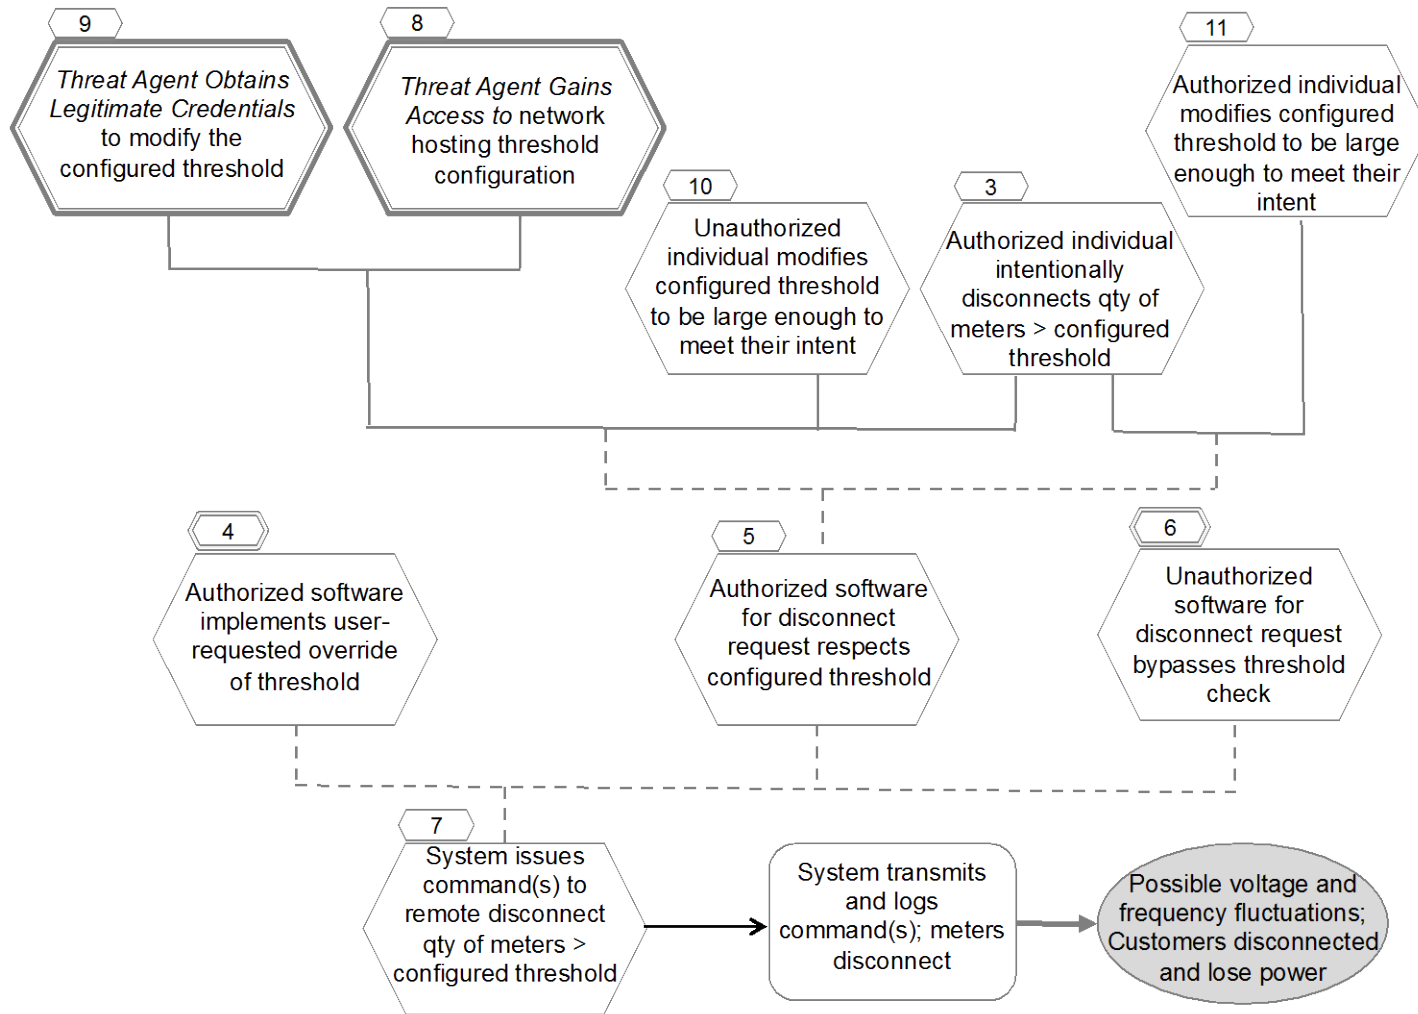 9
Threat Agent Obtains
Legitimate Credentials
to modify the
configured threshold
8
Threat Agent Gains
Access to network
hosting threshold
configuration
11
Authorized individual
modifies configured
threshold to be large
enough to meet their
intent
10
Unauthorized
individual modifies
configured threshold
to be large enough to
meet their intent
3
Authorized individual
intentionally
disconnects qty of
meters > configured
threshold
4
Authorized software
implements user-
requested override
of threshold
5
Authorized software
for disconnect
request respects
configured threshold
6
Unauthorized
software for
disconnect request
bypasses threshold
check
7
System issues
command(s) to
remote disconnect
qty of meters >
configured threshold
System transmits
and logs
command(s); meters
disconnect
Possible voltage and
frequency fluctuations;
Customers disconnected
and lose power